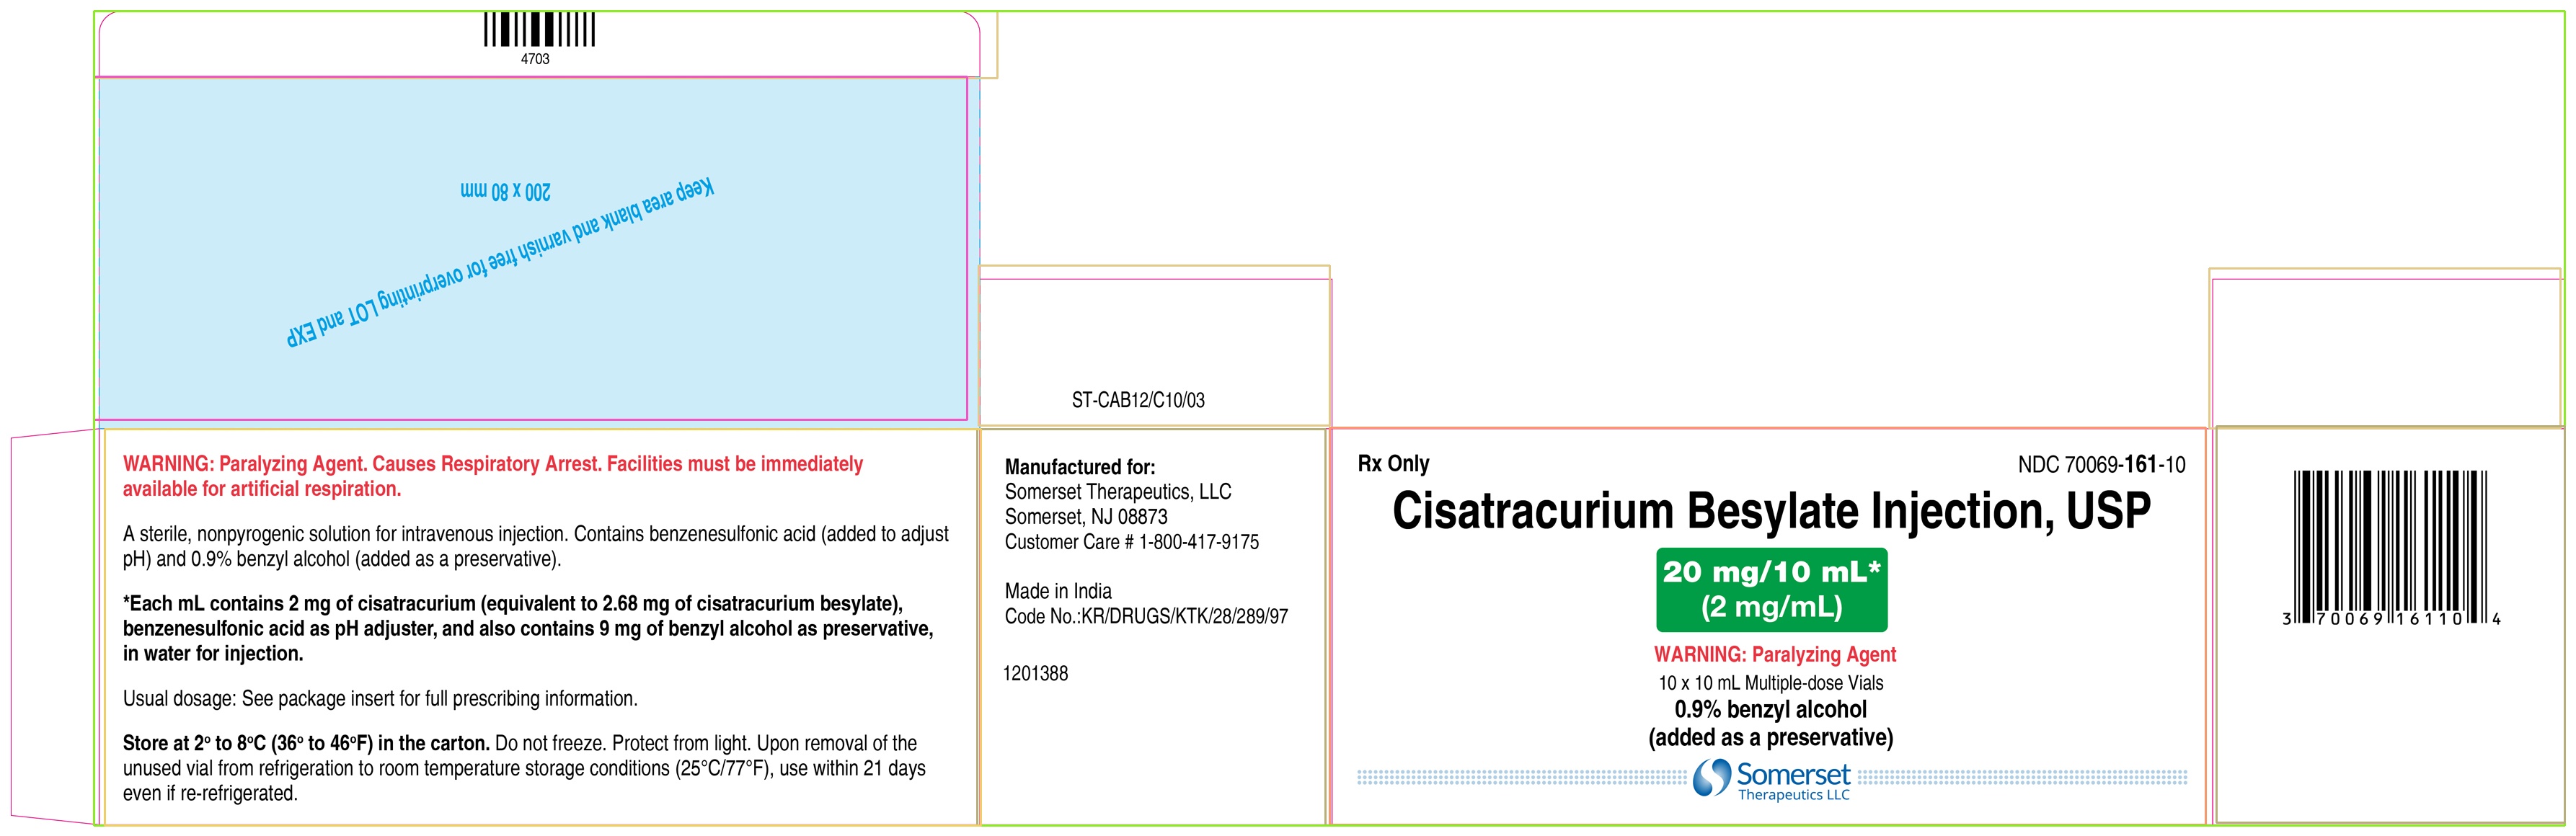 4703
200 x 80 mm
Keep area blank and varnish free for overprinting LOT and EXP
WARNING: Paralyzing Agent. Causes Respiratory Arrest. Facilities must be immediately
available for artificial respiration.
A sterile, nonpyrogenic solution for intravenous injection. Contains benzenesulfonic acid (added to adjust
pH) and 0.9% benzyl alcohol (added as a preservative).
*Each mL contains 2 mg of cisatracurium (equivalent to 2.68 mg of cisatracurium besylate),
benzenesulfonic acid as pH adjuster, and also contains 9 mg of benzyl alcohol as preservative,
in water for injection.
Usual dosage: See package insert for full prescribing information.
Store at 2º to 8ºC (36º to 46ºF) in the carton. Do not freeze. Protect from light. Upon removal of the
unused vial from refrigeration to room temperature storage conditions (25°C/77°F), use within 21 days
even if re-refrigerated.
ST-CAB12/C10/03
Manufactured for:
Somerset Therapeutics, LLC
Somerset, NJ 08873
Customer Care # 1-800-417-9175
Made in India
Code No.:KR/DRUGS/KTK/28/289/97
1201388
Rx Only
NDC 70069-161-10
Cisatracurium Besylate Injection, USP
20 mg/10 mL*
(2 mg/mL)
WARNING: Paralyzing Agent
10 x 10 mL Multiple-dose Vials
0.9% benzyl alcohol
(added as a preservative)
Somerset
Therapeutics LLC
3 70069 16110 4